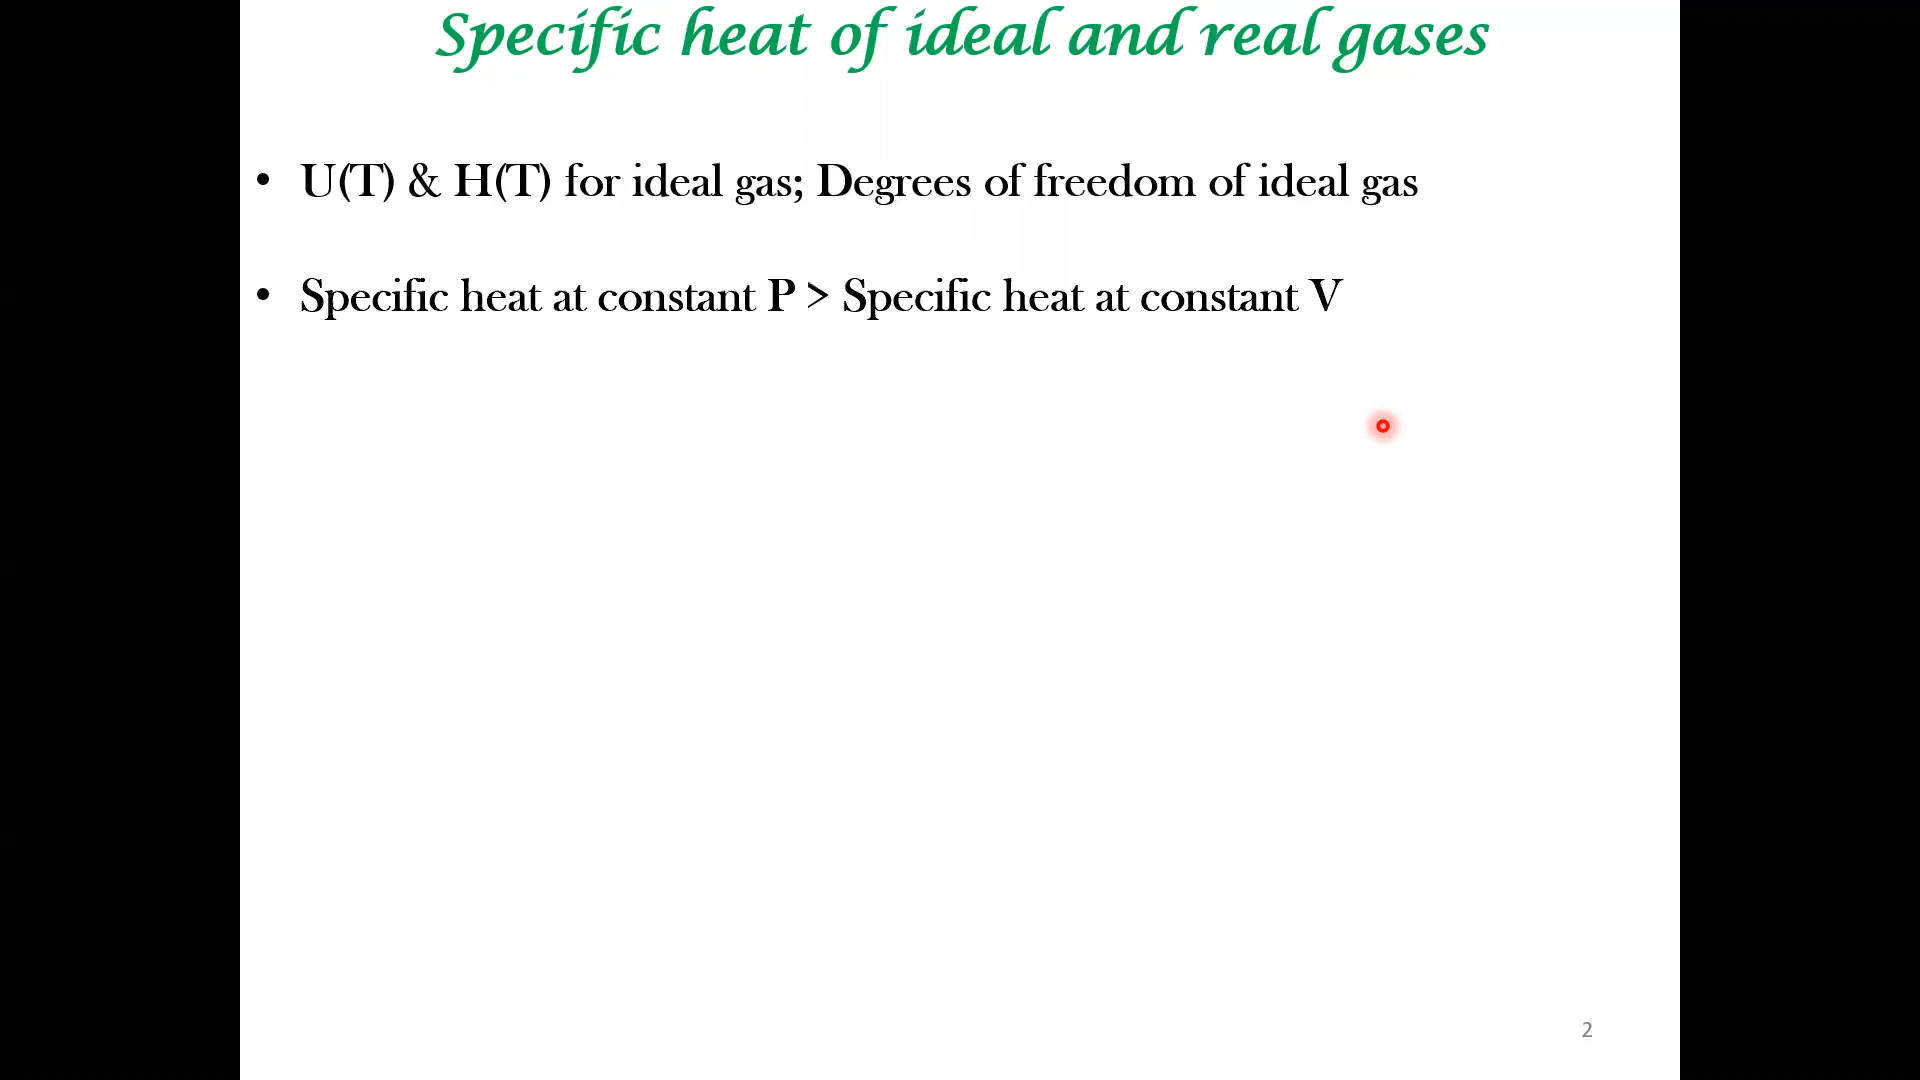 Specific heat of ideal and real gases
• U(T) & H(T) for ideal gas; Degrees of freedom of ideal gas
• Specific heat at constant P > Specific heat at constant V
2